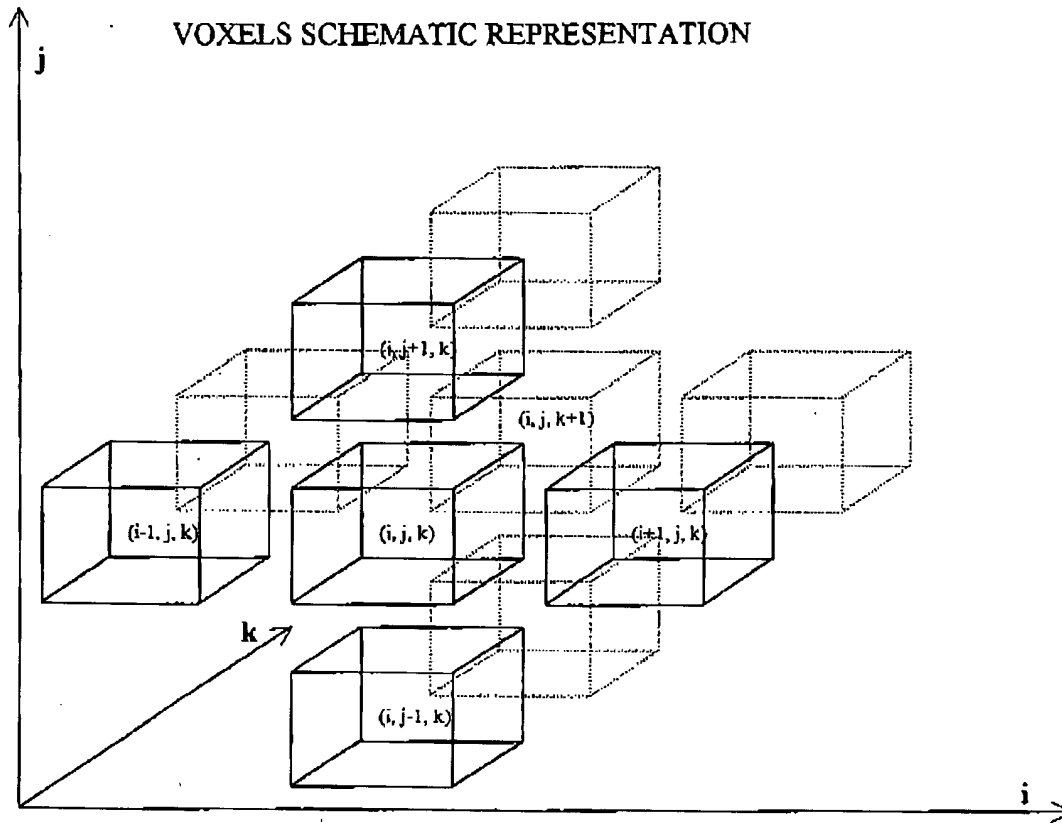 VOXELS SCHEMATIC REPRESENTATION
j
(i, j+1, k)
(i, j, k+1)
(i-1, j, k)
(i, j, k)
(i+1, j, k)
k
(i, j-1, k)
i